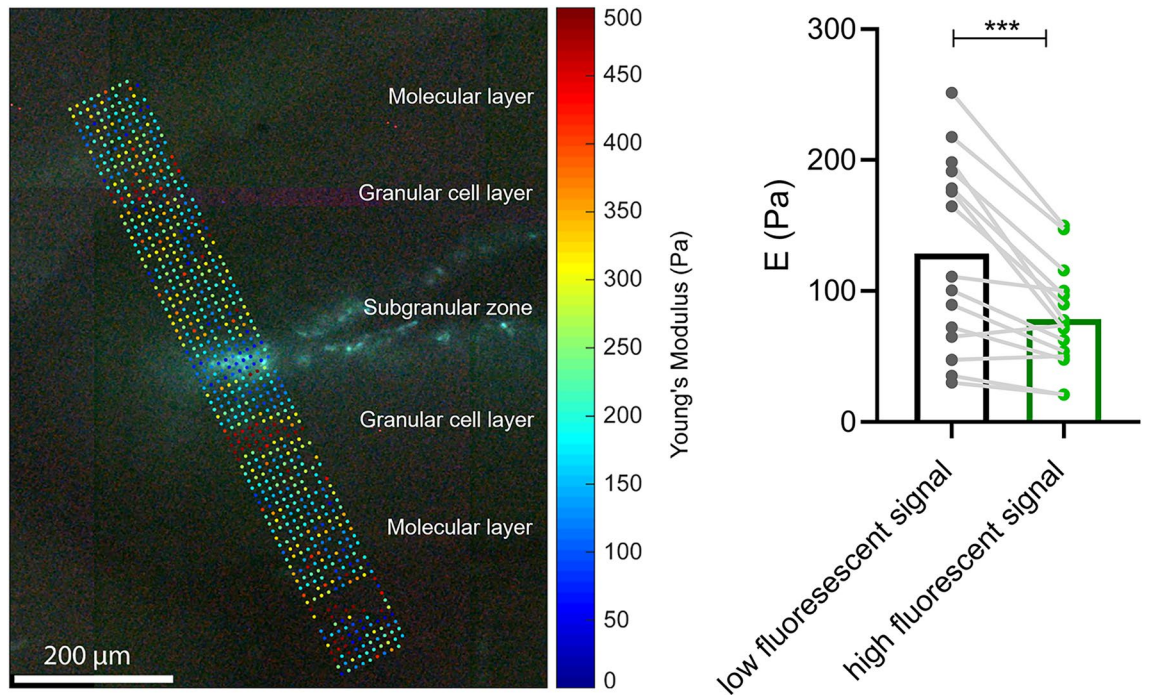 Molecular layer
Granular cell layer
Subgranular zone
Granular cell layer
Molecular layer
200 μm
500
450
400
350
300
250
200
150
100
50
0
Young's Modulus (Pa)
300
200
100
0
E (Pa)
***
low fluoresescent signal
high fluorescent signal